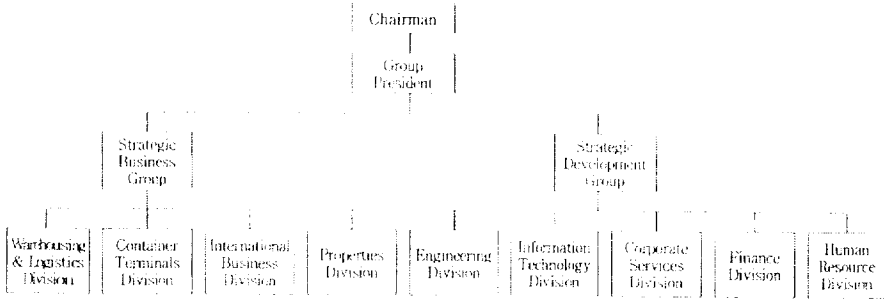 Chairman
Group
President
Strategic
Business
Group
Strategic
Development
Group
Warehousing
& Logistics
Division
Container
Terminals
Division
International
Business
Division
Properties
Division
Engineering
Division
Information
Technology
Division
Corporate
Services
Division
Finance
Division
Human
Resource
Division